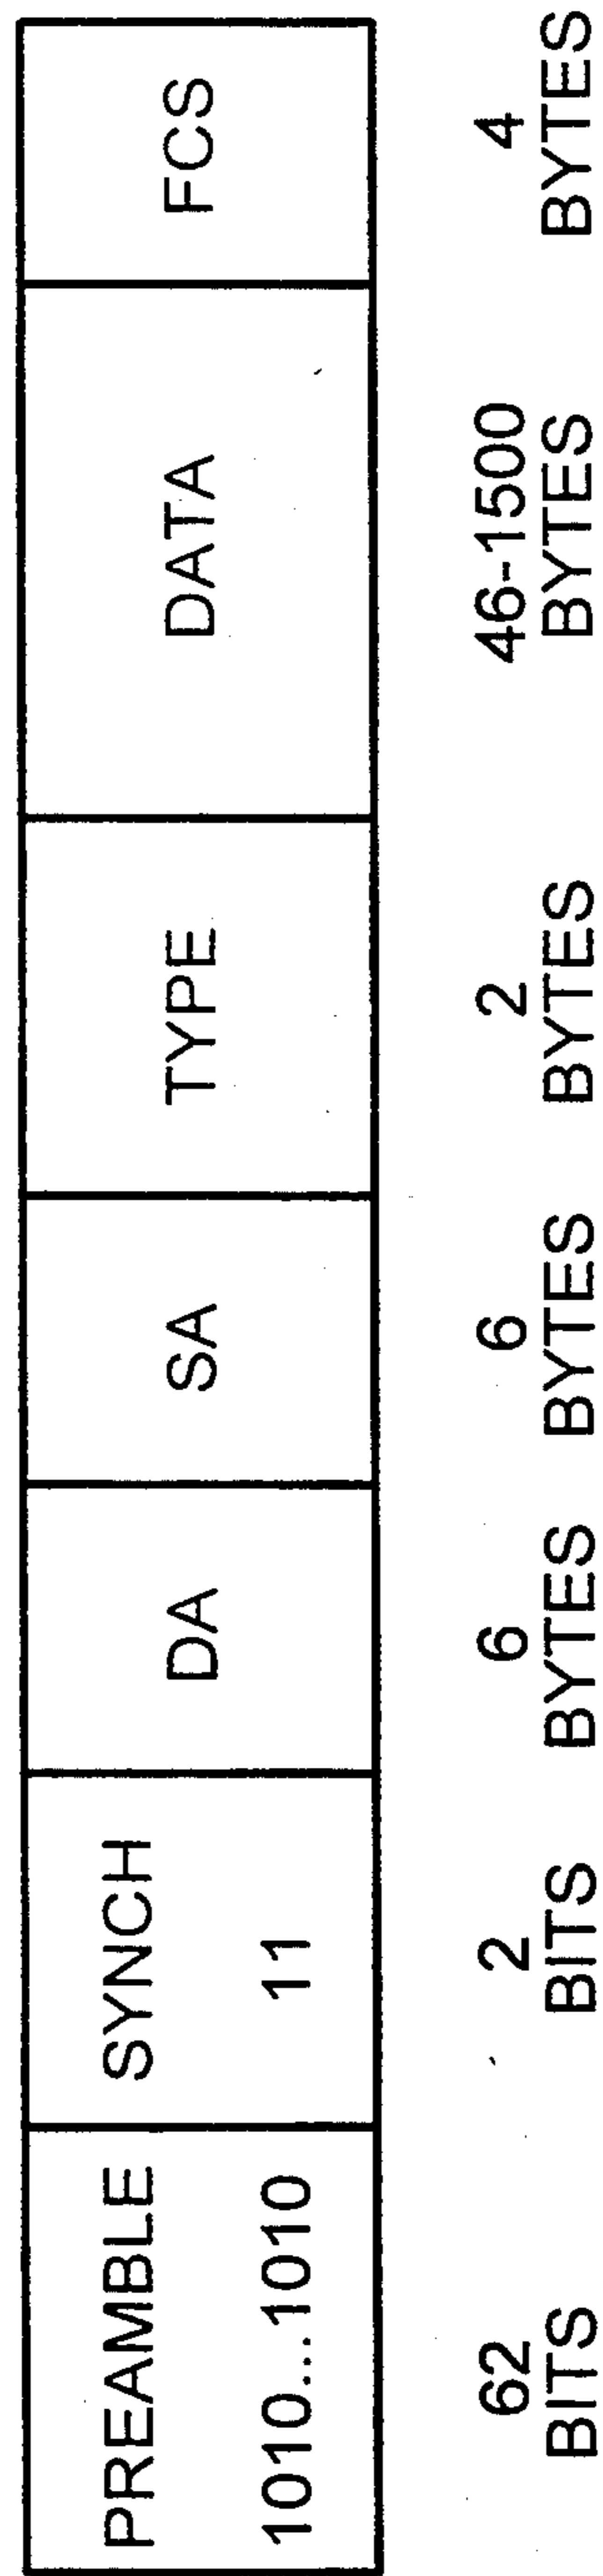 PREAMBLE
1010...1010
SYNCH
11
DA
SA
TYPE
DATA
FCS
62
BITS
2
BITS
6
BYTES
6
BYTES
2
BYTES
46-1500
BYTES
4
BYTES